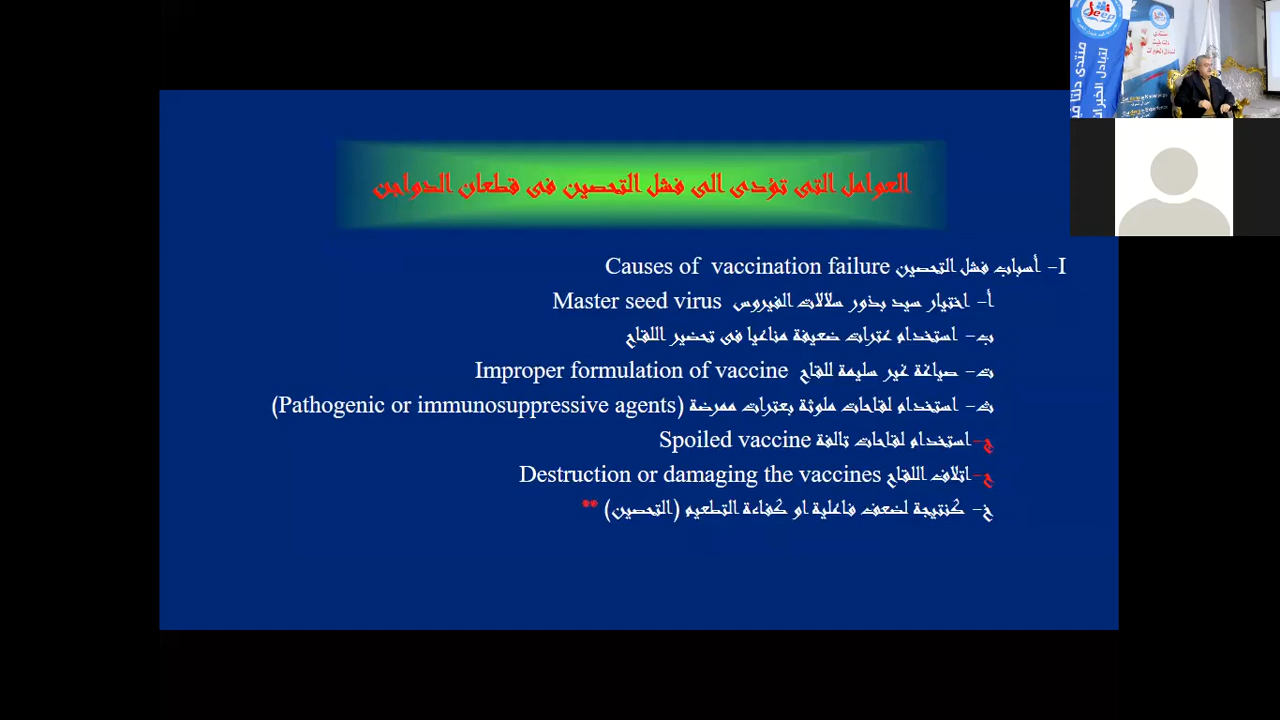 العوامل التى تؤدى الى فشل التحصين فى قطعان الدواجن
I- أسباب فشل التحصين Causes of vaccination failure
أ- اختيار سيد بذور سلالات الفيروس Master seed virus
ب- استخدام عترات ضعيفة مناعيا فى تحضير اللقاح
ت- صياغة غير سليمة للقاح Improper formulation of vaccine
ث- استخدام لقاحات ملوثة بعترات ممرضة (Pathogenic or immunosuppressive agents)
ج-استخدام لقاحات تالفة Spoiled vaccine
ح-اتلاف اللقاح Destruction or damaging the vaccines
خ- كنتيجة لضعف فاعلية او كفاءة التطعيم (التحصين) **
Seep
لتبادل الخبرات